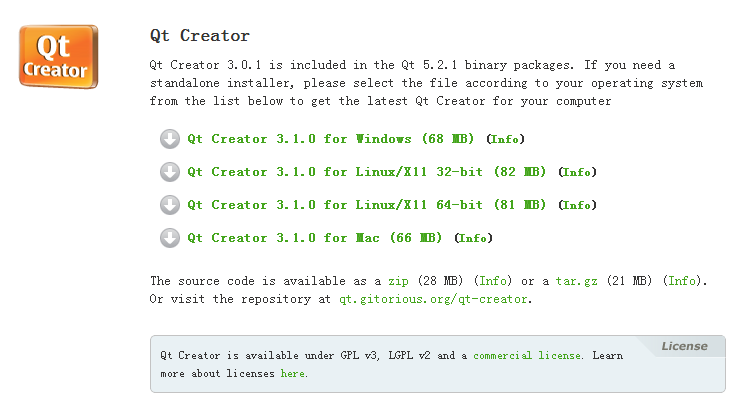 Qt
Creator
Qt Creator
Qt Creator 3.0.1 is included in the Qt 5.2.1 binary packages. If you need a
standalone installer, please select the file according to your operating system
from the list below to get the latest Qt Creator for your computer
Qt Creator 3.1.0 for Windows (68 MB) (Info)
Qt Creator 3.1.0 for Linux/X11 32-bit (82 MB) (Info)
Qt Creator 3.1.0 for Linux/X11 64-bit (81 MB) (Info)
Qt Creator 3.1.0 for Mac (66 MB) (Info)
The source code is available as a zip (28 MB) (Info) or a tar.gz (21 MB) (Info).
Or visit the repository at qt.gitorious.org/qt-creator.
License
Qt Creator is available under GPL v3, LGPL v2 and a commercial license. Learn
more about licenses here.